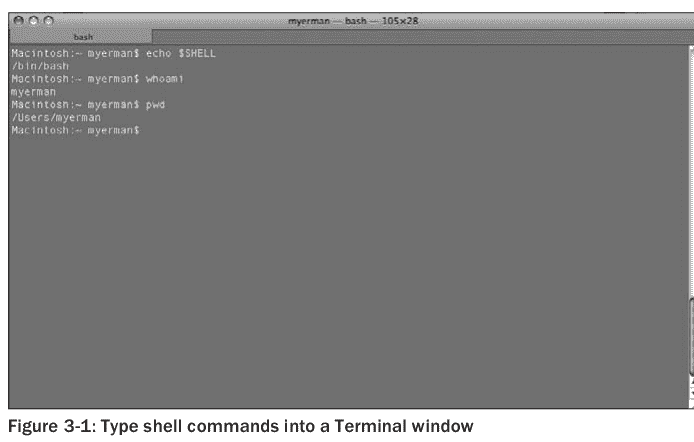 myerman — bash — 105×28
bash
Macintosh:~ myerman$ echo $SHELL
/bin/bash
Macintosh:~ myerman$ whoami
myerman
Macintosh:~ myerman$ pwd
/Users/myerman
Macintosh:~ myerman$
Figure 3-1: Type shell commands into a Terminal window